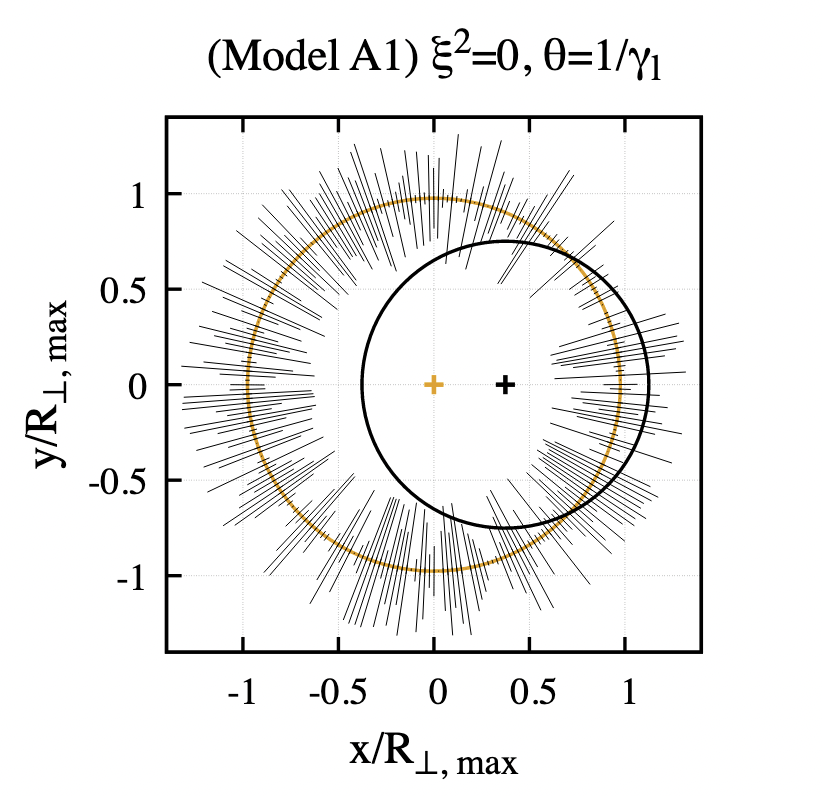 (Model A1) ξ²=0, θ=1/γₗ
1
0.5
0
-0.5
-1
y/R⊥, max
-1 -0.5 0 0.5 1
x/R⊥, max